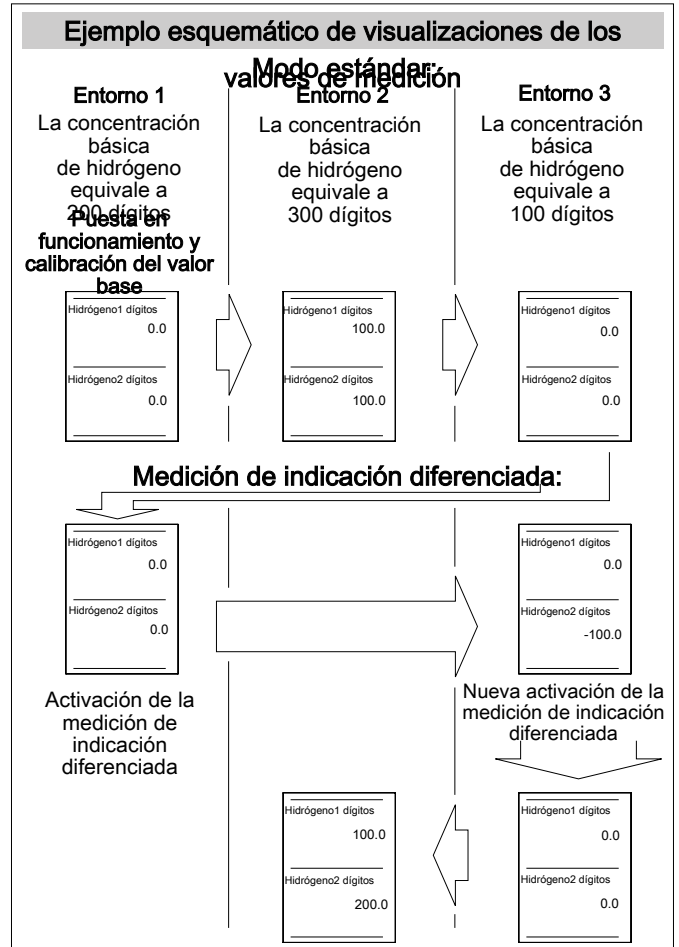 Ejemplo esquemático de visualizaciones de los
valores de medición
Modo estándar:
Entorno 1
La concentración
básica
de hidrógeno
equivale a
200 dígitos
Puesta en
funcionamiento y
calibración del valor
base
Entorno 2
La concentración
básica
de hidrógeno
equivale a
300 dígitos
Entorno 3
La concentración
básica
de hidrógeno
equivale a
100 dígitos
Hidrógeno1 dígitos
0.0
Hidrógeno2 dígitos
0.0
Hidrógeno1 dígitos
100.0
Hidrógeno2 dígitos
100.0
Hidrógeno1 dígitos
0.0
Hidrógeno2 dígitos
0.0
Medición de indicación diferenciada:
Hidrógeno1 dígitos
0.0
Hidrógeno2 dígitos
0.0
Activación de la
medición de
indicación
diferenciada
Hidrógeno1 dígitos
0.0
Hidrógeno2 dígitos
-100.0
Nueva activación de la
medición de indicación
diferenciada
Hidrógeno1 dígitos
100.0
Hidrógeno2 dígitos
200.0
Hidrógeno1 dígitos
0.0
Hidrógeno2 dígitos
0.0